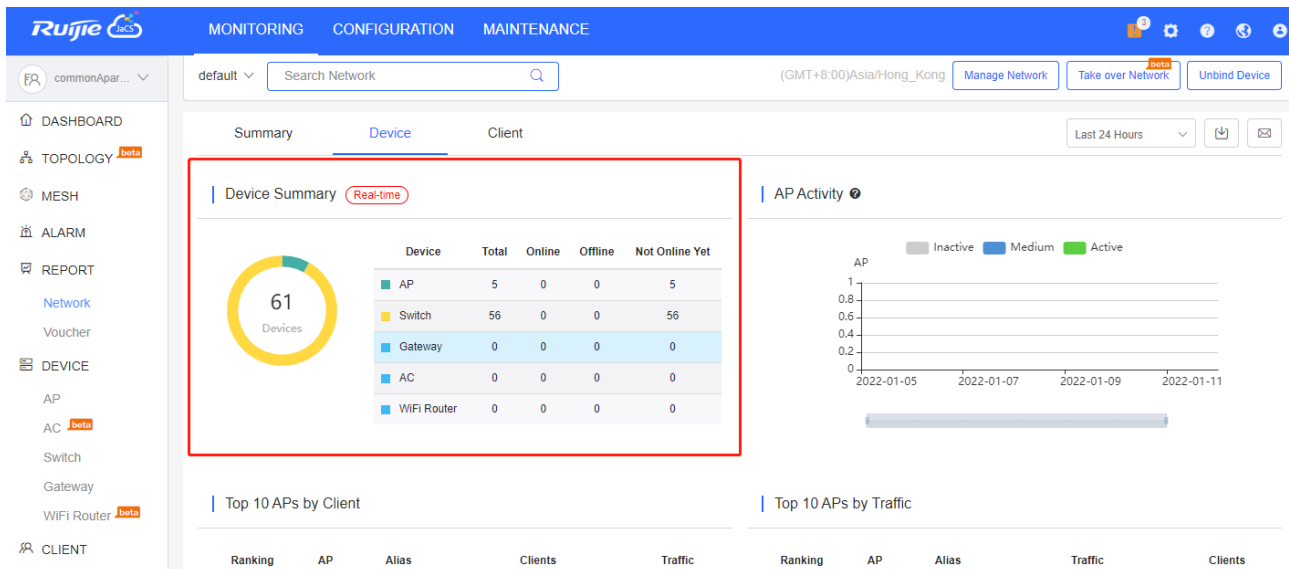 Ruijie JaCS MONITORING CONFIGURATION MAINTENANCE 3
commonApar... default Search Network (GMT+8:00)Asia/Hong_Kong Manage Network Take over Network beta Unbind Device
DASHBOARD
Summary Device Client Last 24 Hours
TOPOLOGY beta
MESH
ALARM
REPORT
Network
Voucher
DEVICE
AP
AC beta
Switch
Gateway
WiFi Router beta
CLIENT
Device Summary Real-time
61
Devices
Device Total Online Offline Not Online Yet
AP 5 0 0 5
Switch 56 0 0 56
Gateway 0 0 0 0
AC 0 0 0 0
WiFi Router 0 0 0 0
AP Activity
Inactive Medium Active
AP
1
0.8
0.6
0.4
0.2
0
2022-01-05 2022-01-07 2022-01-09 2022-01-11
Top 10 APs by Client
Ranking AP Alias Clients Traffic
Top 10 APs by Traffic
Ranking AP Alias Traffic Clients